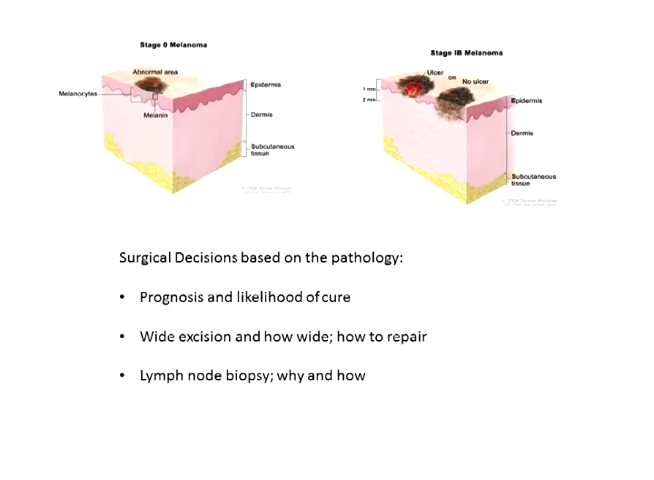 Stage 0 Melanoma
Abnormal area
Melanocytes
Melanin
Epidermis
Dermis
Subcutaneous
tissue
Stage IB Melanoma
Ulcer
OR
No ulcer
1 mm
2 mm
Epidermis
Dermis
Subcutaneous
tissue
Surgical Decisions based on the pathology:
• Prognosis and likelihood of cure
• Wide excision and how wide; how to repair
• Lymph node biopsy; why and how